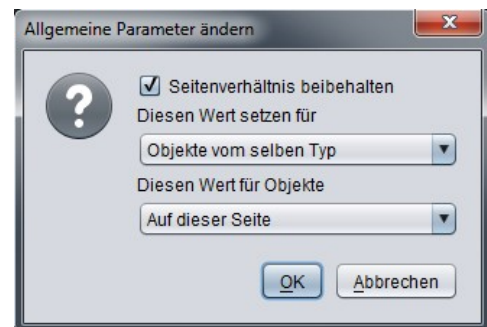 Allgemeine Parameter ändern
Seitenverhältnis beibehalten
Diesen Wert setzen für
Objekte vom selben Typ
Diesen Wert für Objekte
Auf dieser Seite
OK Abbrechen